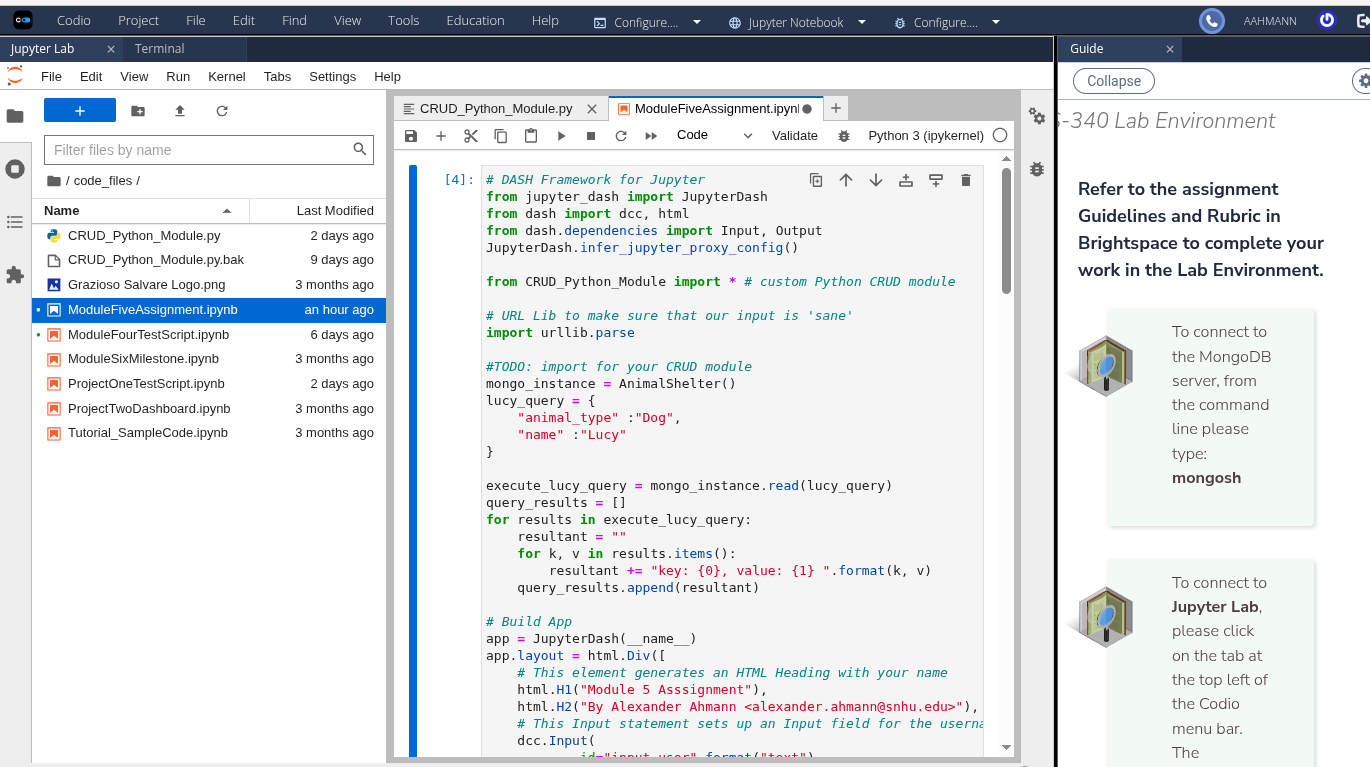 Codio Project File Edit Find View Tools Education Help Configure.... Jupyter Notebook Configure.... AAHMANN
Jupyter Lab × Terminal
Guide ×
File Edit View Run Kernel Tabs Settings Help
Collapse
+
CRUD_Python_Module.py ×
ModuleFiveAssignment.ipynl
+
Filter files by name
Code
Validate
Python 3 (ipykernel)
/ code_files /
Name Last Modified
CRUD_Python_Module.py 2 days ago
CRUD_Python_Module.py.bak 9 days ago
Grazioso Salvare Logo.png 3 months ago
ModuleFiveAssignment.ipynb an hour ago
ModuleFourTestScript.ipynb 6 days ago
ModuleSixMilestone.ipynb 3 months ago
ProjectOneTestScript.ipynb 2 days ago
ProjectTwoDashboard.ipynb 3 months ago
Tutorial_SampleCode.ipynb 3 months ago
[4]:
# DASH Framework for Jupyter
from jupyter_dash import JupyterDash
from dash import dcc, html
from dash.dependencies import Input, Output
JupyterDash.infer_jupyter_proxy_config()
from CRUD_Python_Module import * # custom Python CRUD module
# URL Lib to make sure that our input is 'sane'
import urllib.parse
#TODO: import for your CRUD module
mongo_instance = AnimalShelter()
lucy_query = {
    "animal_type" :"Dog",
    "name" :"Lucy"
}
execute_lucy_query = mongo_instance.read(lucy_query)
query_results = []
for results in execute_lucy_query:
    resultant = ""
    for k, v in results.items():
        resultant += "key: {0}, value: {1} ".format(k, v)
    query_results.append(resultant)
# Build App
app = JupyterDash(__name__)
app.layout = html.Div([
    # This element generates an HTML Heading with your name
    html.H1("Module 5 Asssignment"),
    html.H2("By Alexander Ahmann <alexander.ahmann@snhu.edu>"),
    # This Input statement sets up an Input field for the userna
    dcc.Input(
            id="input_user".format("text"),
S-340 Lab Environment
Refer to the assignment
Guidelines and Rubric in
Brightspace to complete your
work in the Lab Environment.
To connect to
the MongoDB
server, from
the command
line please
type:
mongosh
To connect to
Jupyter Lab,
please click
on the tab at
the top left of
the Codio
menu bar.
The